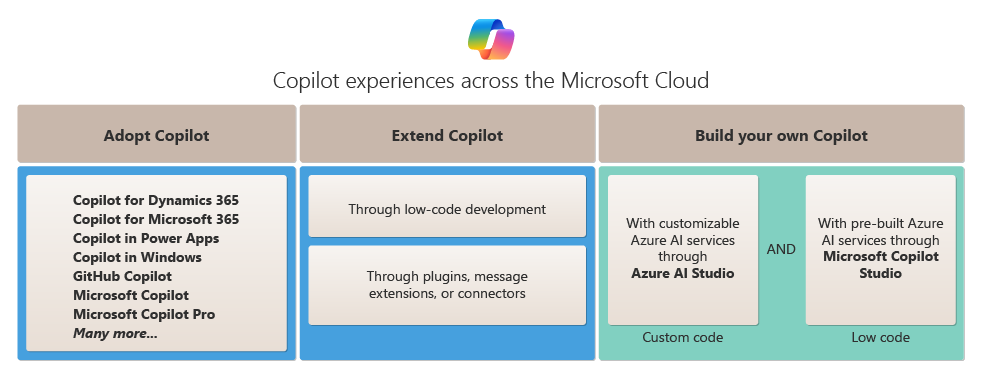 Copilot experiences across the Microsoft Cloud
Adopt Copilot
Extend Copilot
Build your own Copilot
Copilot for Dynamics 365
Copilot for Microsoft 365
Copilot in Power Apps
Copilot in Windows
GitHub Copilot
Microsoft Copilot
Microsoft Copilot Pro
Many more...
Through low-code development
Through plugins, message
extensions, or connectors
With customizable
Azure AI services
through
Azure AI Studio
Custom code
AND
With pre-built Azure
AI services through
Microsoft Copilot
Studio
Low code